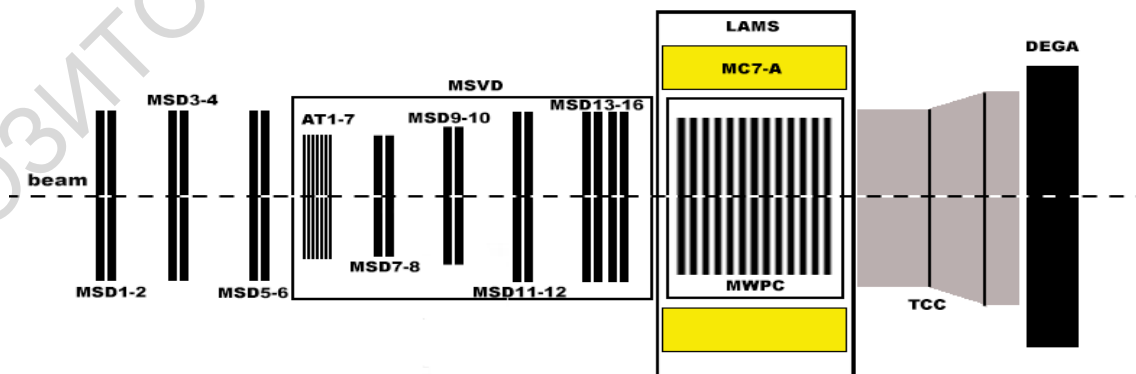 LAMS
DEGA
MC7-A
MSVD
MSD3-4
MSD13-16
AT1-7
MSD9-10
beam
MSD7-8
MSD1-2
MSD5-6
MSD11-12
MWPC
TCC